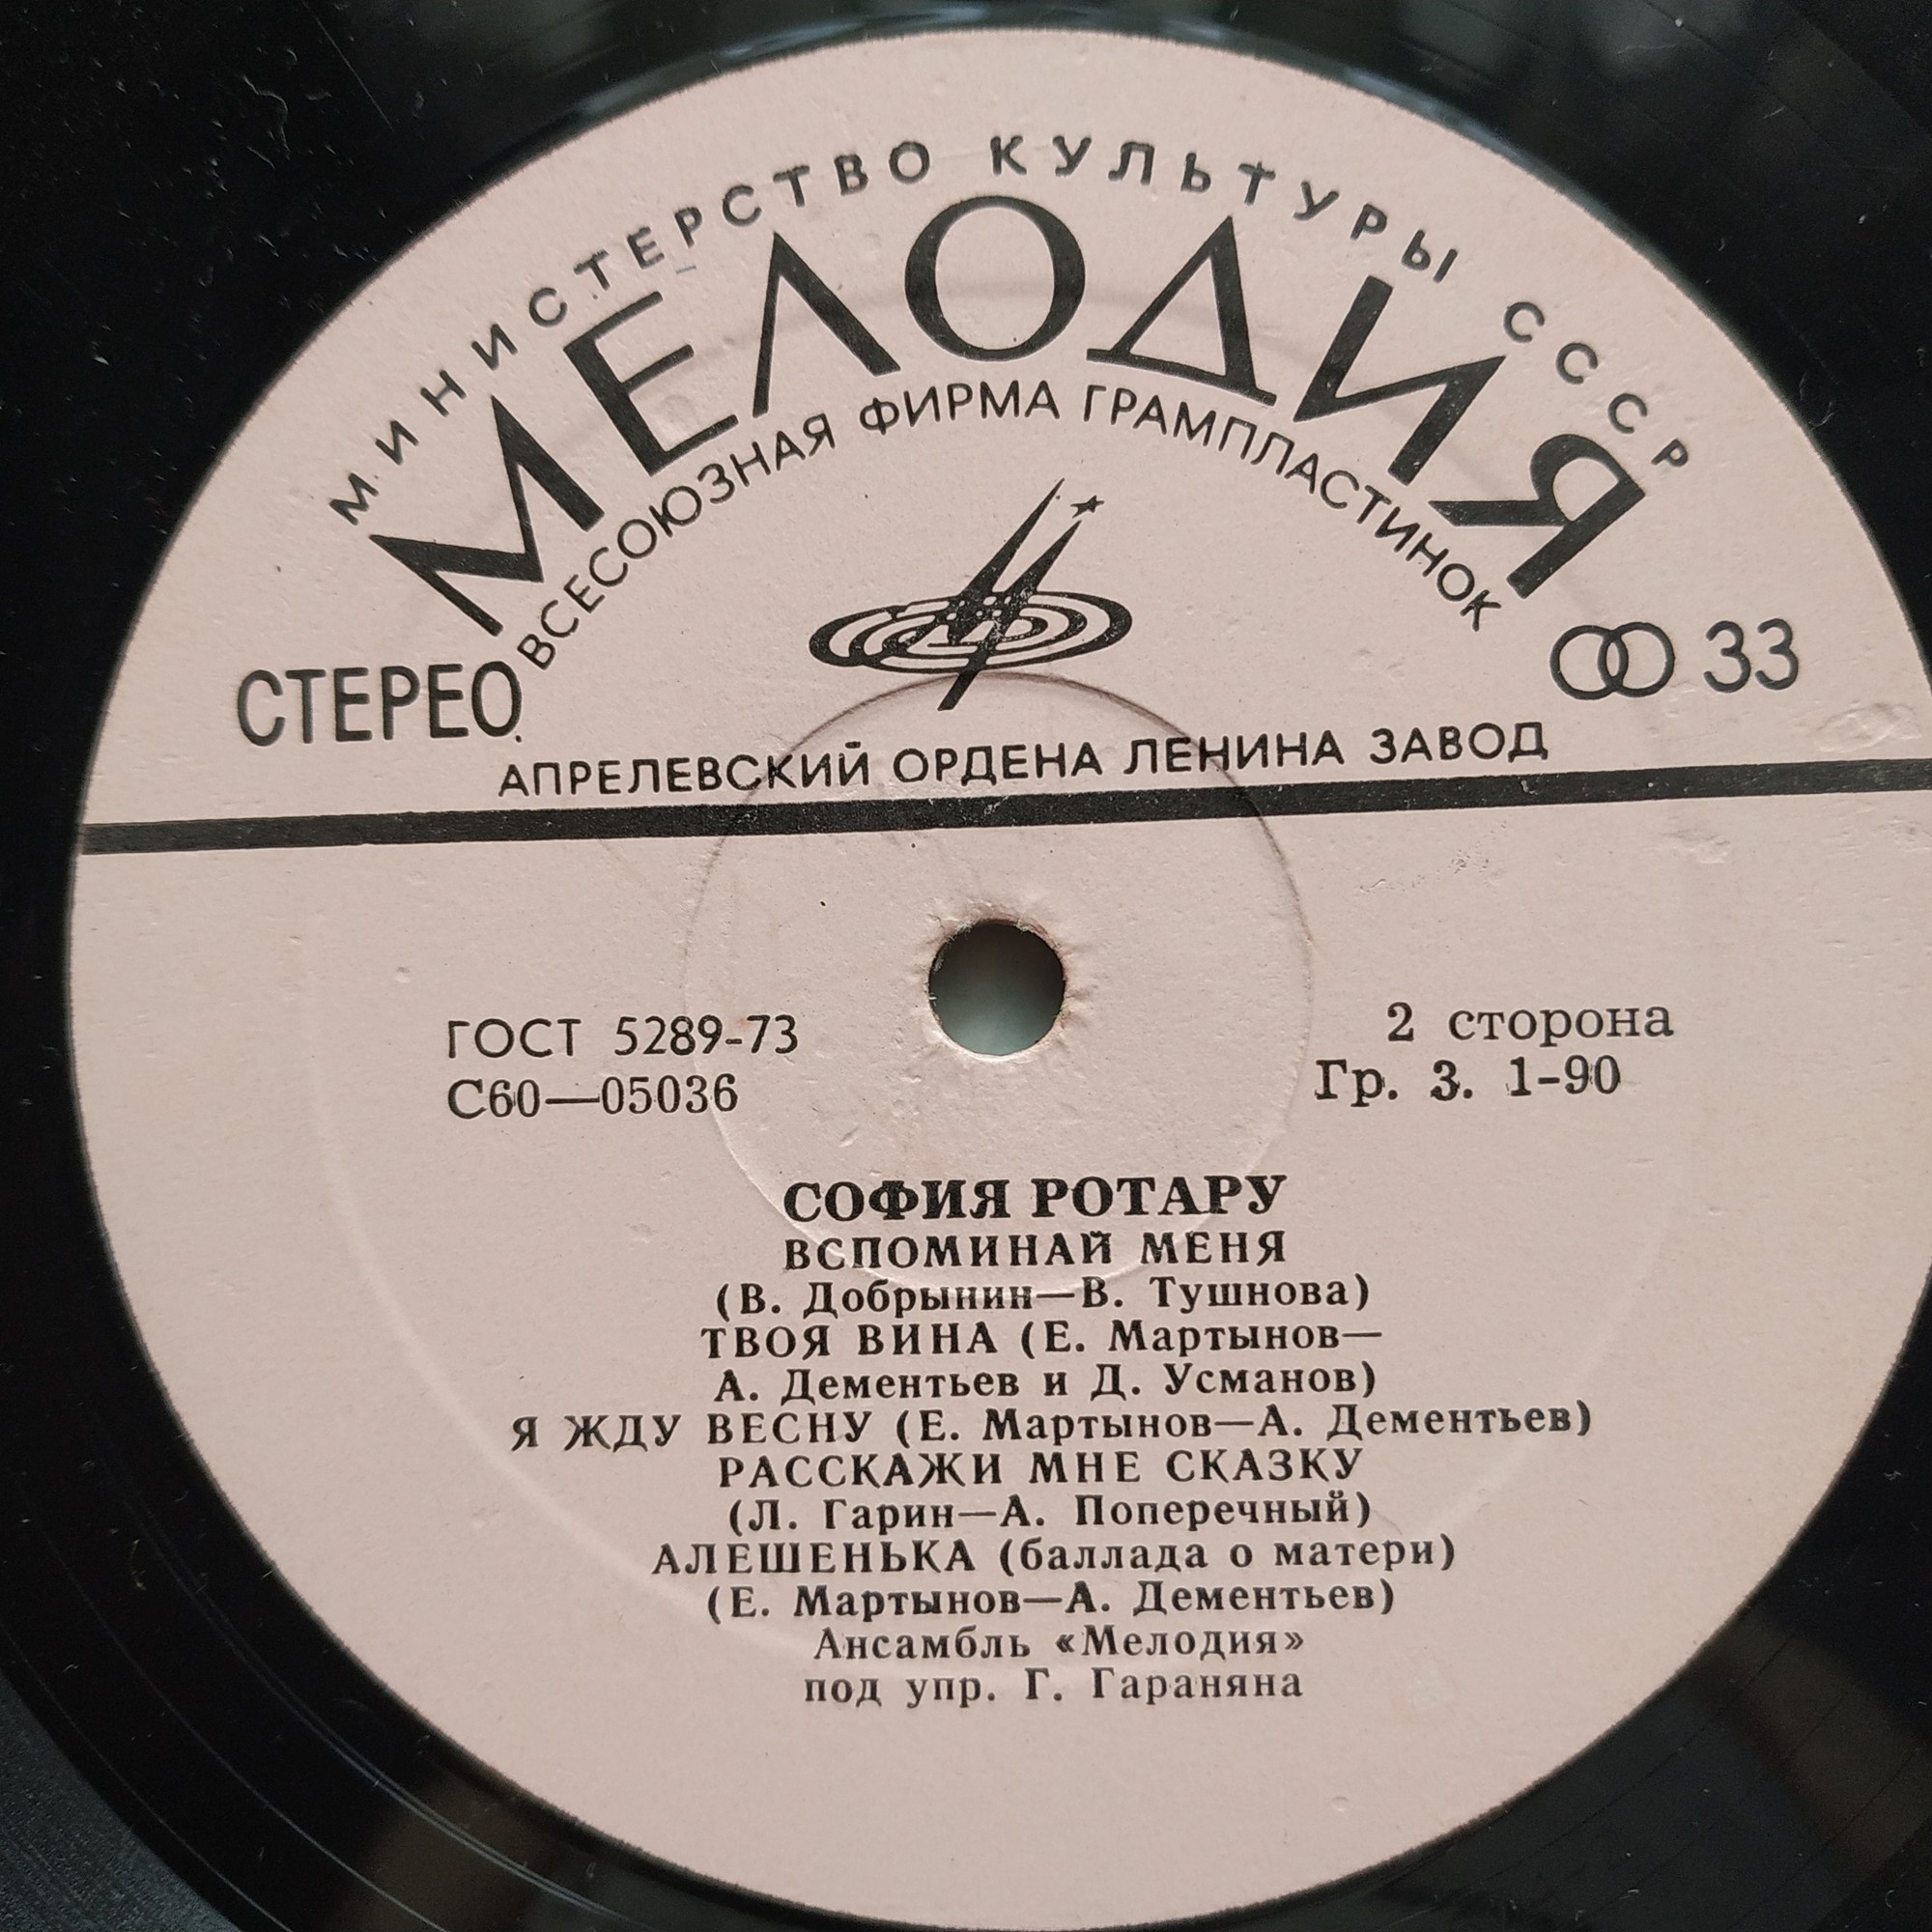 МИНИСТЕРСТВО КУЛЬТУРЫ СССР
МЕЛОДИЯ
ВСЕСОЮЗНАЯ ФИРМА ГРАМПЛАСТИНОК
СТЕРЕО
33
АПРЕЛЕВСКИЙ ОРДЕНА ЛЕНИНА ЗАВОД
ГОСТ 5289-73
С60—05036
2 сторона
Гр. 3. 1-90
СОФИЯ РОТАРУ
ВСПОМИНАЙ МЕНЯ
(В. Добрынин—В. Тушнова)
ТВОЯ ВИНА (Е. Мартынов—
А. Дементьев и Д. Усманов)
Я ЖДУ ВЕСНУ (Е. Мартынов—А. Дементьев)
РАССКАЖИ МНЕ СКАЗКУ
(Л. Гарин—А. Поперечный)
АЛЕШЕНЬКА (баллада о матери)
(Е. Мартынов—А. Дементьев)
Ансамбль «Мелодия»
под упр. Г. Гараняна